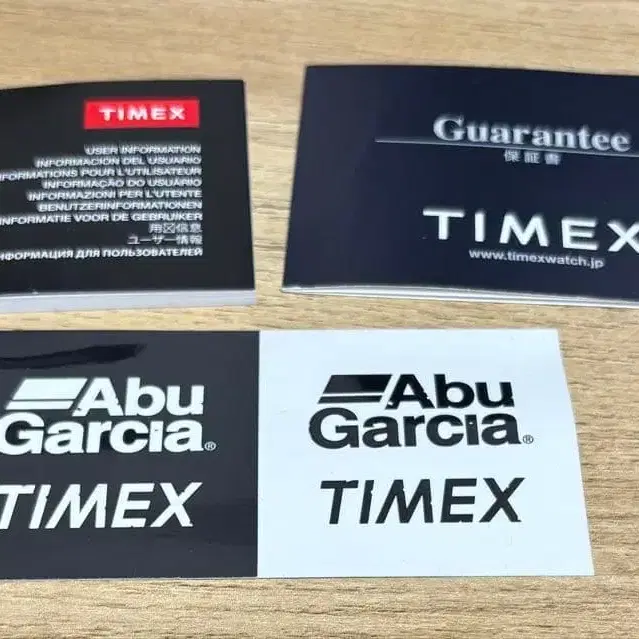 TIMEX
USER INFORMATION
INFORMACION DEL USUARIO
INFORMATIONS POUR L'UTILISATEUR
INFORMAÇÃO DO USUÁRIO
INFORMAZIONI PER L'UTENTE
BENUTZERINFORMATIONEN
INFORMATIE VOOR DE GEBRUIKER
用⊠信息
ユーザー情報
ИНФОРМАЦИЯ ДЛЯ ПОЛЬЗОВАТЕЛЕЙ
Guarantee
保証書
TIMEX
www.timexwatch.jp
Abu
Garcia®
TIMEX
Abu
Garcia®
TIMEX